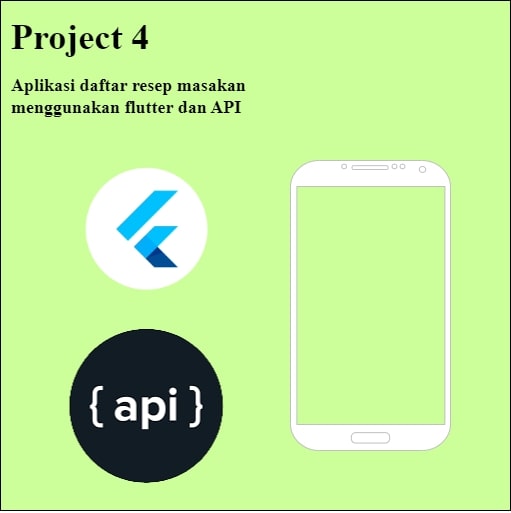 Project 4
Aplikasi daftar resep masakan
menggunakan flutter dan API
{ api }